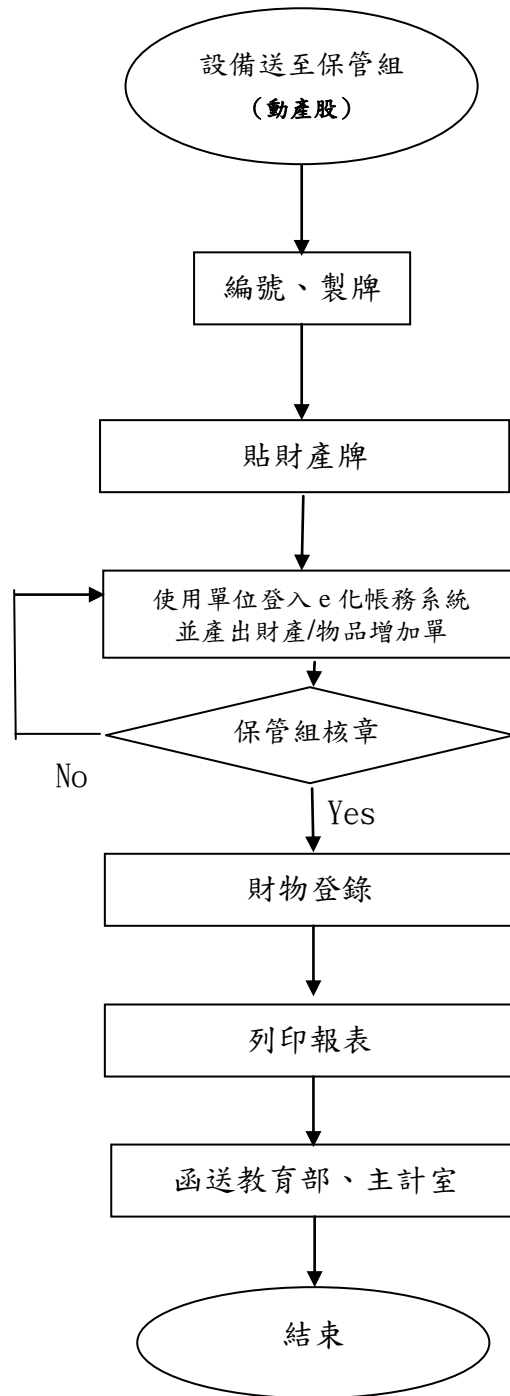 設備送至保管組
(動產股)
編號、製牌
貼財產牌
使用單位登入 e 化帳務系統
並產出財產/物品增加單
保管組核章
No
Yes
財物登錄
列印報表
函送教育部、主計室
結束